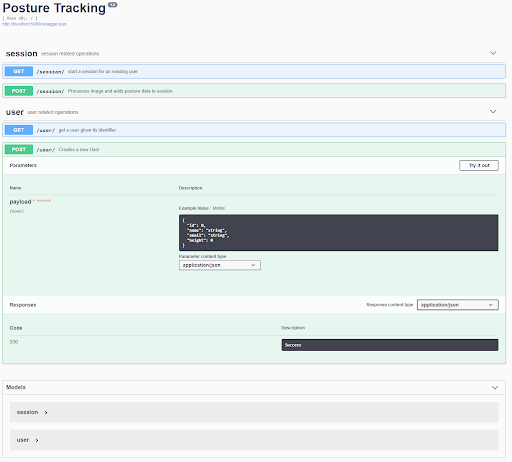 Posture Tracking 1.0
[ Base URL: / ]
http://localhost:5000/swagger.json
session session related operations
GET /session/ start a session for an existing user
POST /session/ Processes image and adds posture data to session
user user related operations
GET /user/ get a user given its identifier
POST /user/ Creates a new User
Parameters Try it out
Name Description
payload * required
(body)
Example Value | Model
{
"id": 0,
"name": "string",
"email": "string",
"height": 0
}
Parameter content type
application/json
Responses Response content type application/json
Code Description
200 Success
Models
session
user